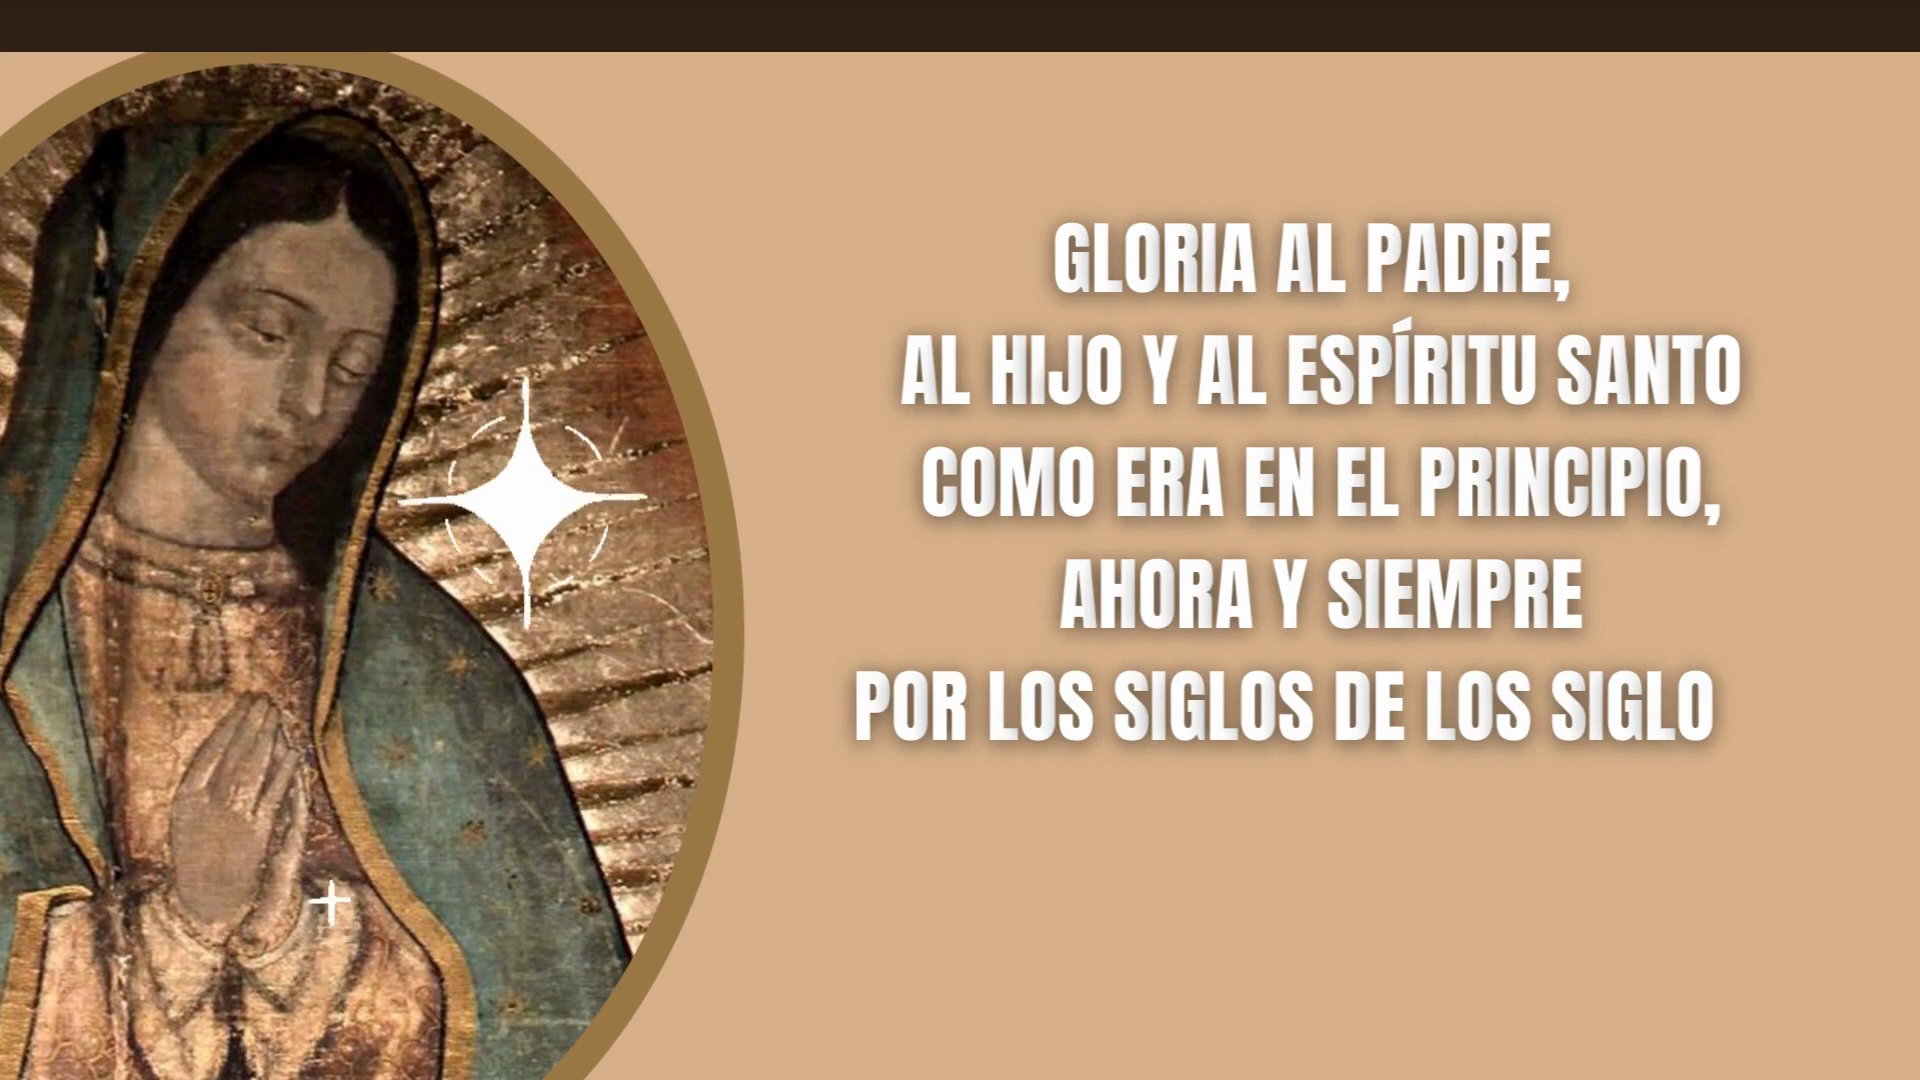 GLORIA AL PADRE,
AL HIJO Y AL ESPÍRITU SANTO
COMO ERA EN EL PRINCIPIO,
AHORA Y SIEMPRE
POR LOS SIGLOS DE LOS SIGLO